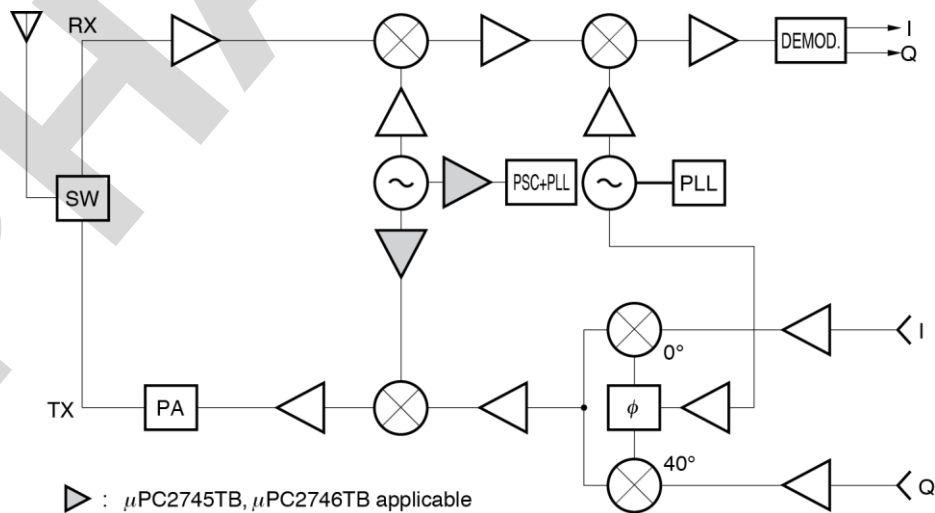 RX
DEMOD.
I
Q
SW
PSC+PLL
PLL
0°
I
TX
PA
ϕ
40°
Q
: μPC2745TB, μPC2746TB applicable